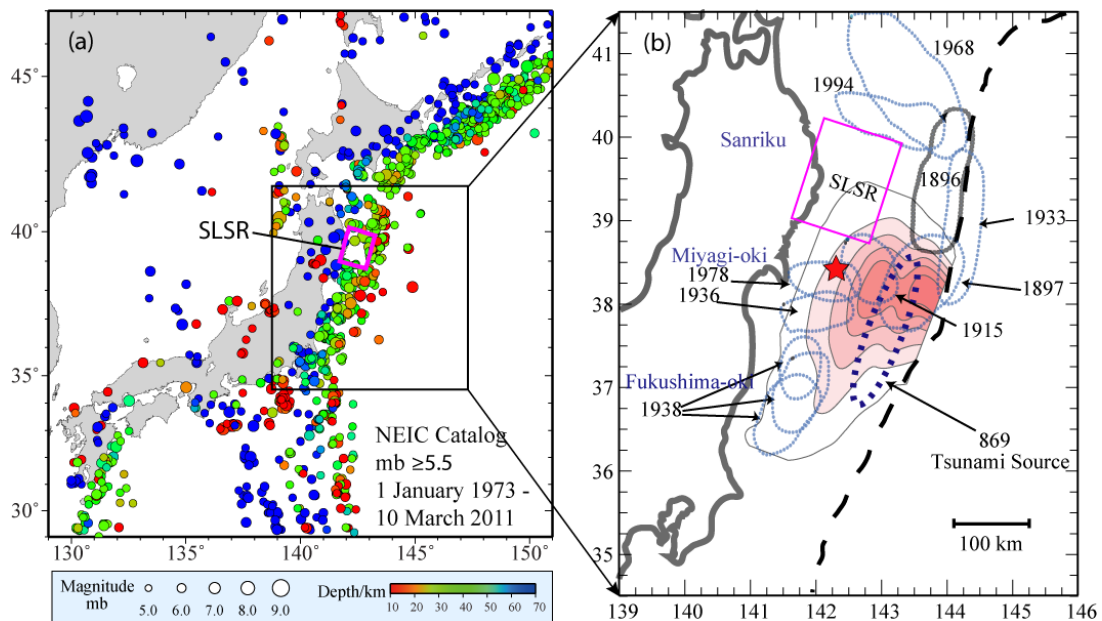 (a)
45°
40°
35°
30°
SLSR
NEIC Catalog
mb ≥5.5
1 January 1973 -
10 March 2011
130°
135°
140°
145°
150°
Magnitude
mb
5.0 6.0 7.0 8.0 9.0
Depth/km
10 20 30 40 50 60 70
(b)
41
40
39
38
37
36
35
1968
1994
Sanriku
1896
SLSR
1933
Miyagi-oki
1978
1936
1897
1915
Fukushima-oki
1938
869
Tsunami Source
100 km
139 140 141 142 143 144 145 146